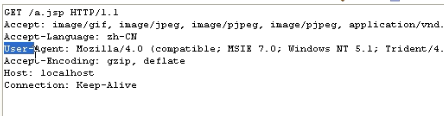 GET /a.jsp HTTP/1.1
Accept: image/gif, image/jpeg, image/pjpeg, image/pjpeg, application/vnd.
Accept-Language: zh-CN
User-Agent: Mozilla/4.0 (compatible; MSIE 7.0; Windows NT 5.1; Trident/4.
Accept-Encoding: gzip, deflate
Host: localhost
Connection: Keep-Alive